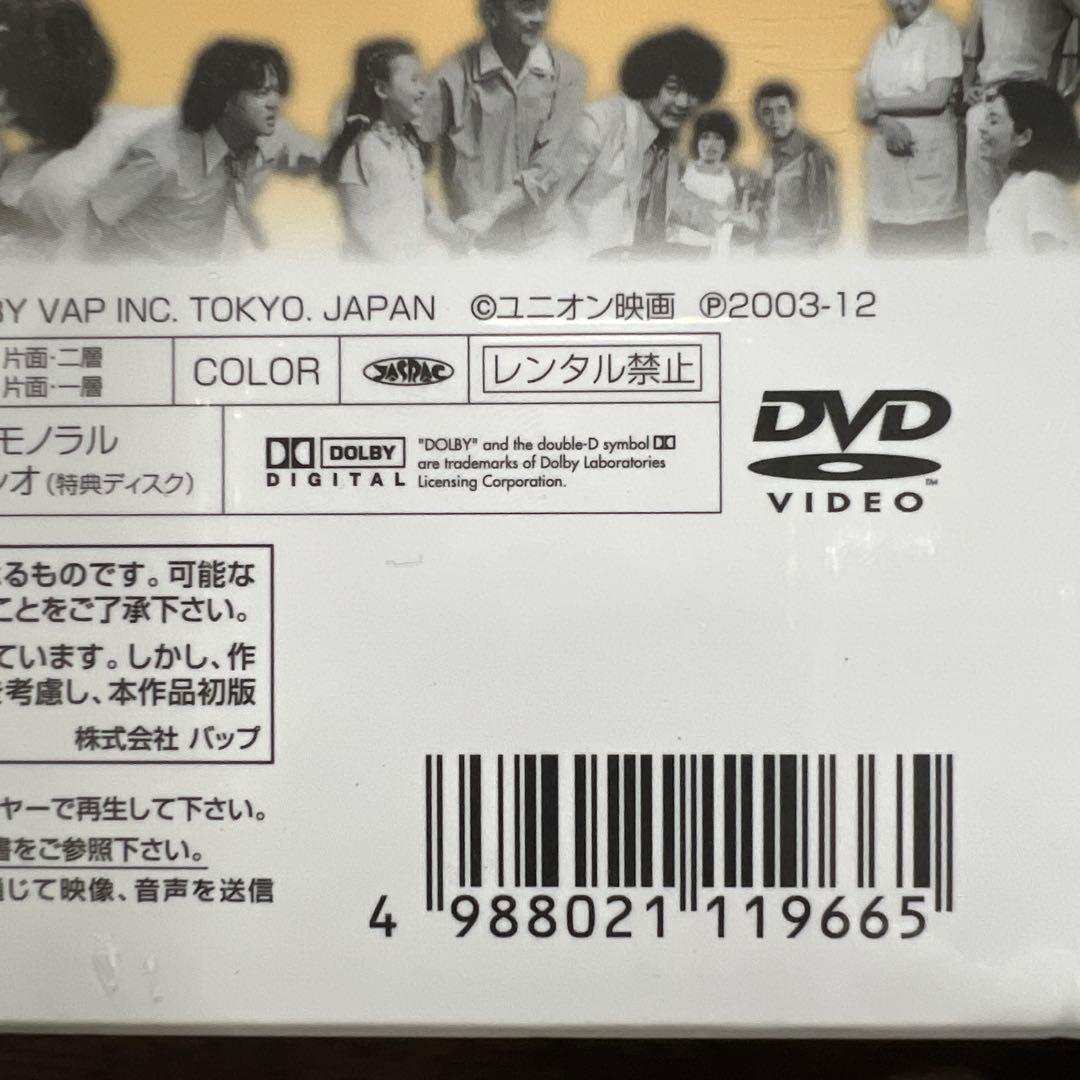 BY VAP INC. TOKYO. JAPAN ©ユニオン映画 ℗2003-12
片面・二層
片面・一層
COLOR
JASRAC
レンタル禁止
モノラル
オ(特典ディスク)
DOLBY
DIGITAL
"DOLBY" and the double-D symbol
are trademarks of Dolby Laboratories
Licensing Corporation.
DVD
VIDEO
TM
るものです。可能な
ことをご了承下さい。
ています。しかし、作
考慮し、本作品初版
株式会社 バップ
ヤーで再生して下さい。
書をご参照下さい。
じて映像、音声を送信
4 988021 119665